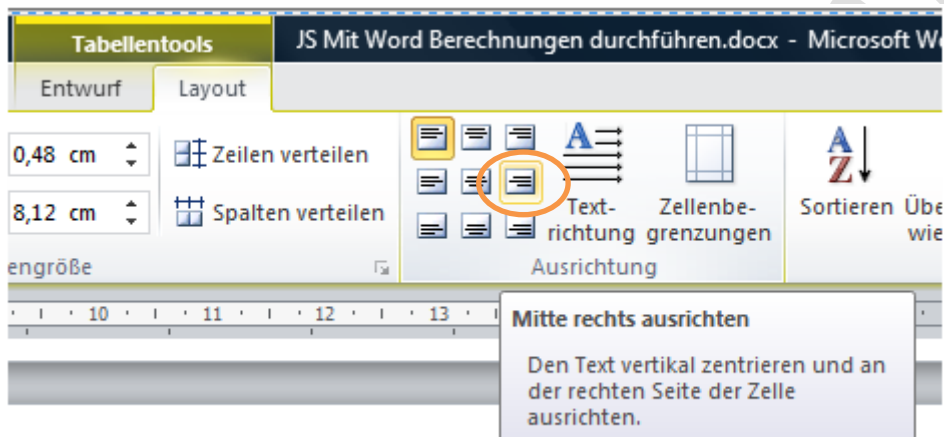 Tabellentools JS Mit Word Berechnungen durchführen.docx - Microsoft
Entwurf Layout
0,48 cm Zeilen verteilen
8,12 cm Spalten verteilen
Text-
richtung
Zellenbe-
grenzungen
A
Z
Sortieren
Übe
wie
engröße Ausrichtung
10 11 12 13
Mitte rechts ausrichten
Den Text vertikal zentrieren und an
der rechten Seite der Zelle
ausrichten.